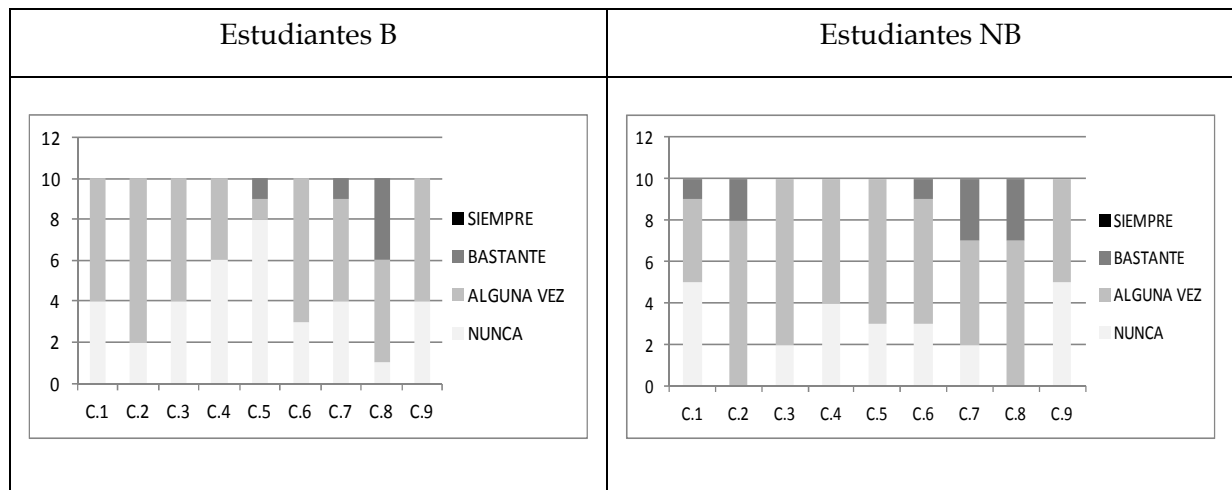 Estudiantes B
Estudiantes NB
12
10
8
6
4
2
0
C.1 C.2 C.3 C.4 C.5 C.6 C.7 C.8 C.9
SIEMPRE
BASTANTE
ALGUNA VEZ
NUNCA
12
10
8
6
4
2
0
C.1 C.2 C.3 C.4 C.5 C.6 C.7 C.8 C.9
SIEMPRE
BASTANTE
ALGUNA VEZ
NUNCA